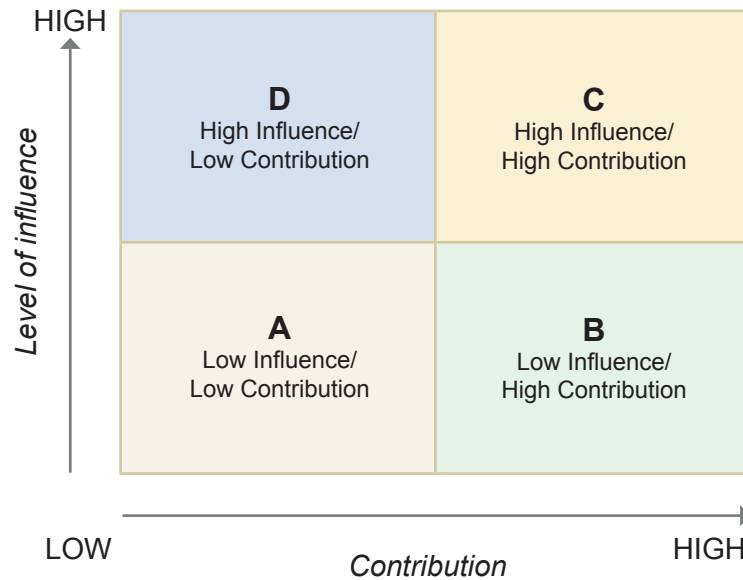 HIGH
D
High Influence/
Low Contribution
C
High Influence/
High Contribution
Level of influence
A
Low Influence/
Low Contribution
B
Low Influence/
High Contribution
LOW
Contribution
HIGH